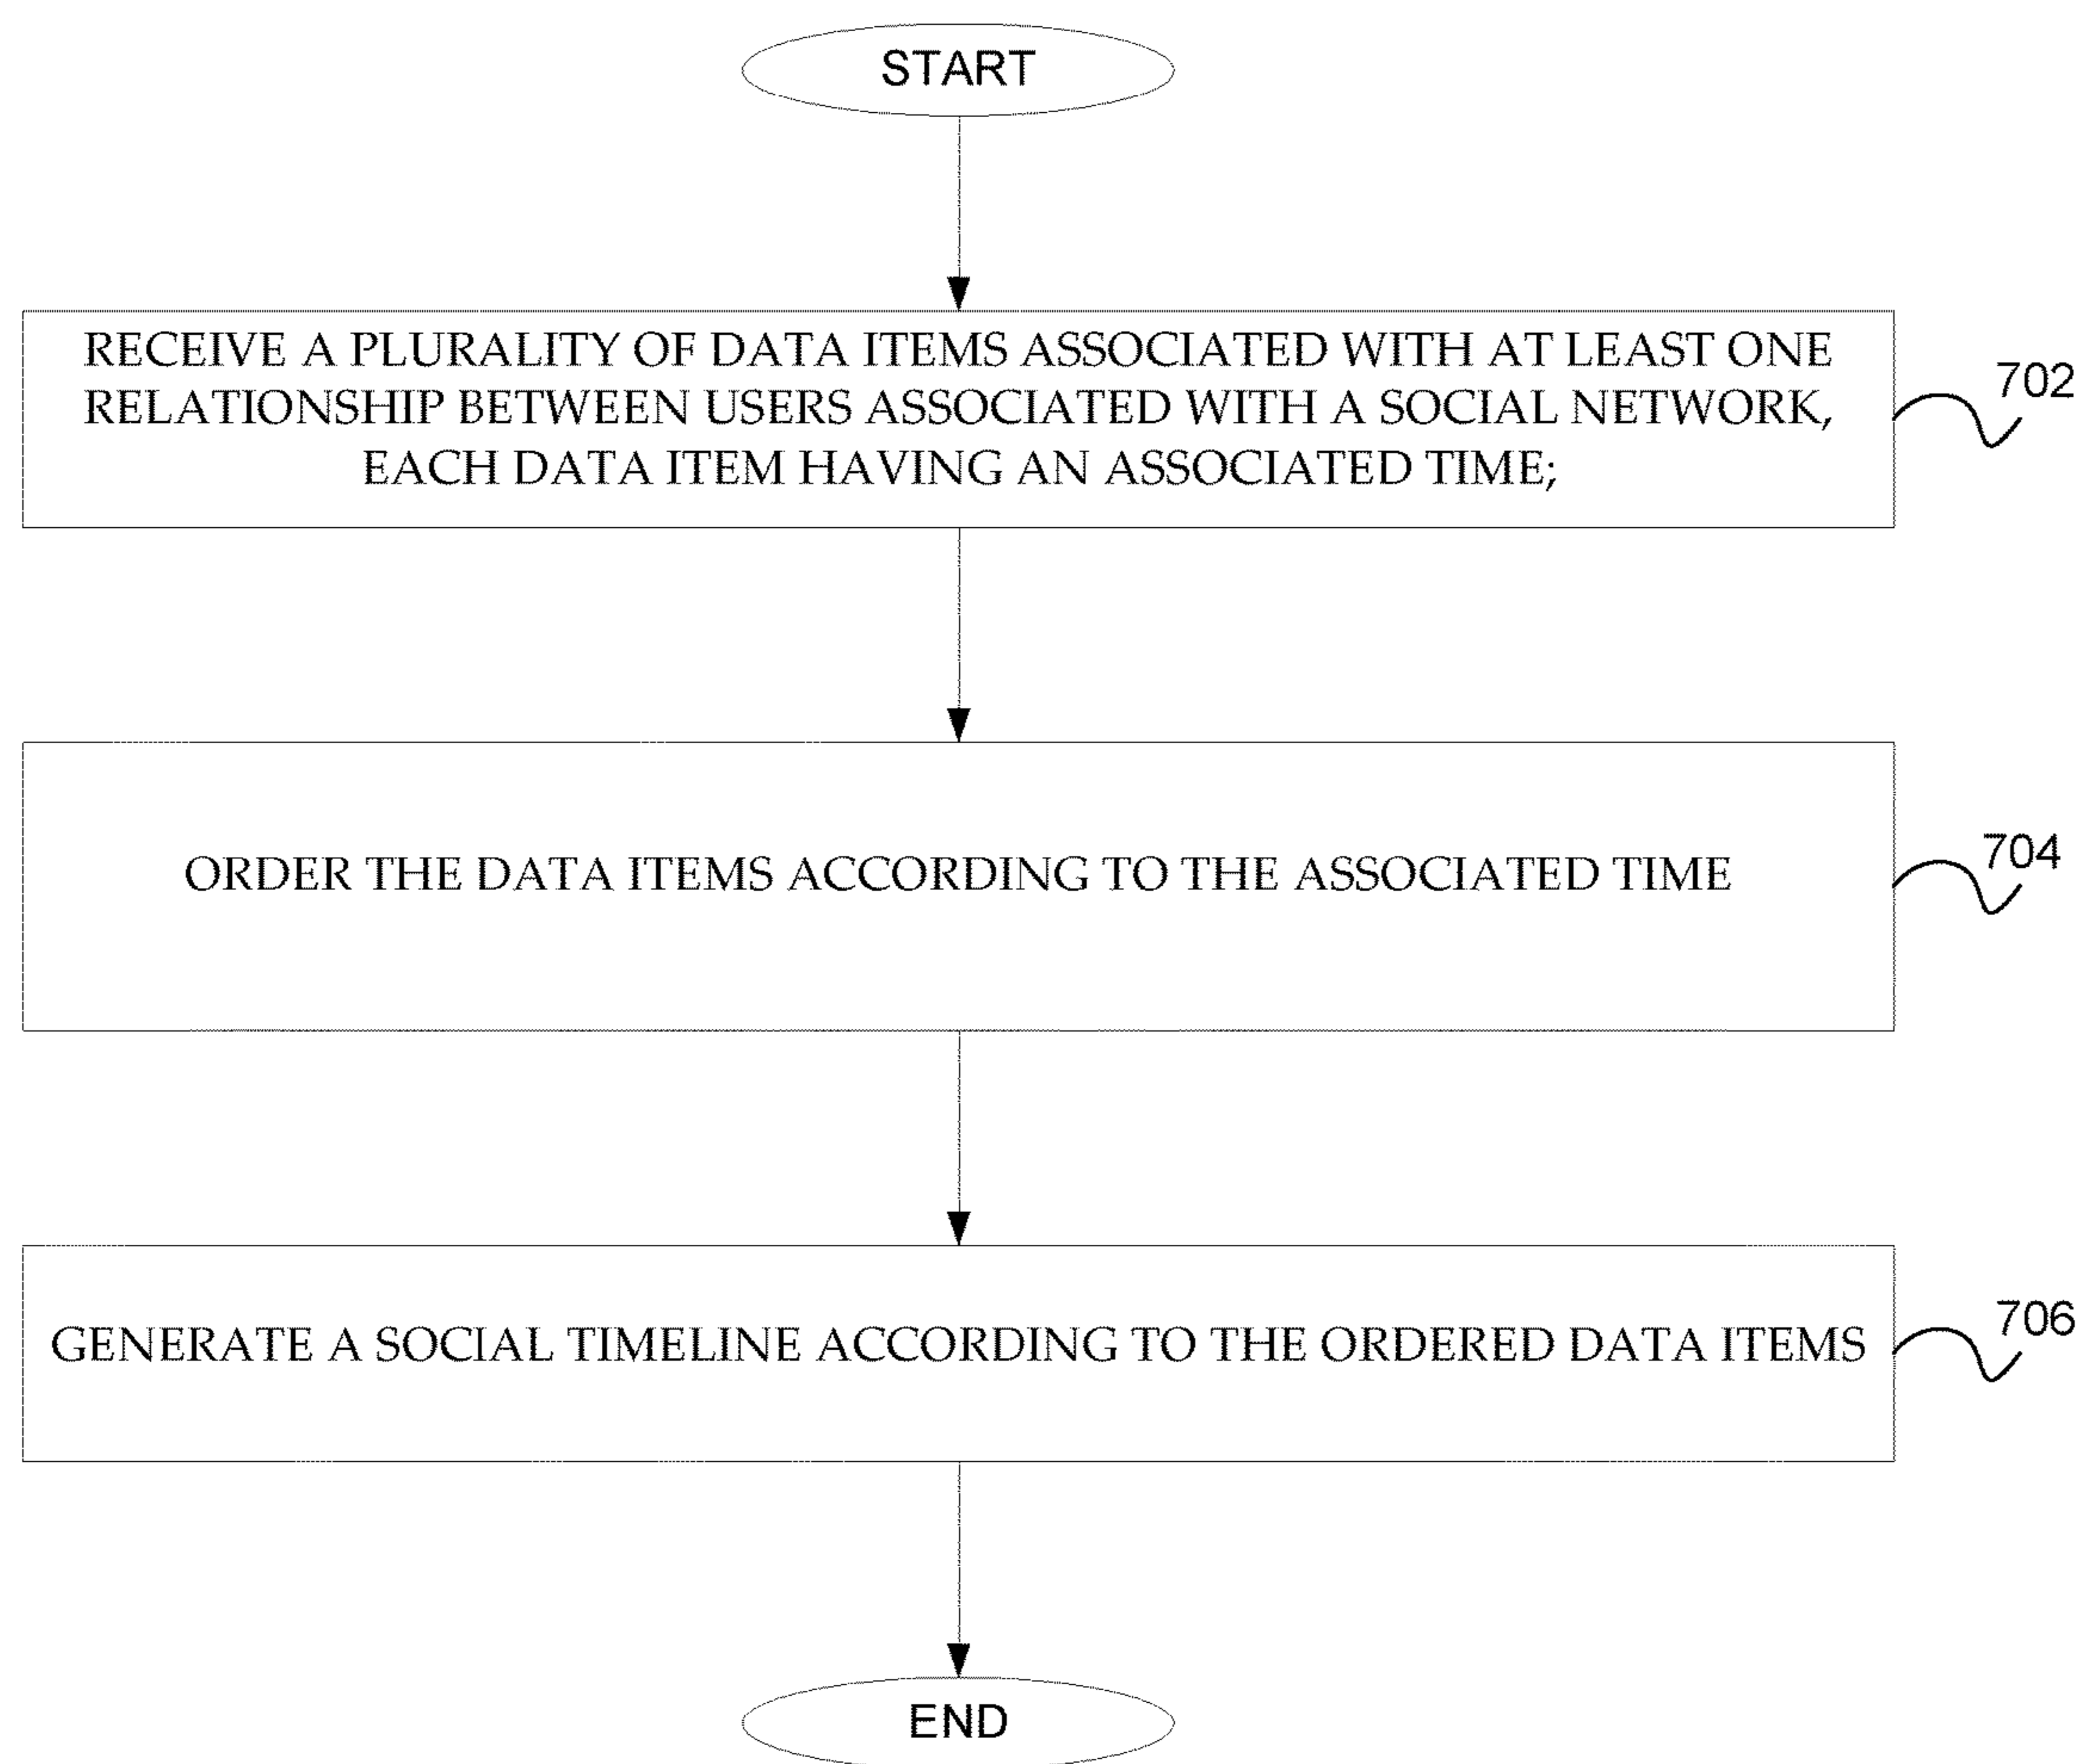 START
RECEIVE A PLURALITY OF DATA ITEMS ASSOCIATED WITH AT LEAST ONE
RELATIONSHIP BETWEEN USERS ASSOCIATED WITH A SOCIAL NETWORK,
EACH DATA ITEM HAVING AN ASSOCIATED TIME;
702
ORDER THE DATA ITEMS ACCORDING TO THE ASSOCIATED TIME
704
GENERATE A SOCIAL TIMELINE ACCORDING TO THE ORDERED DATA ITEMS
706
END